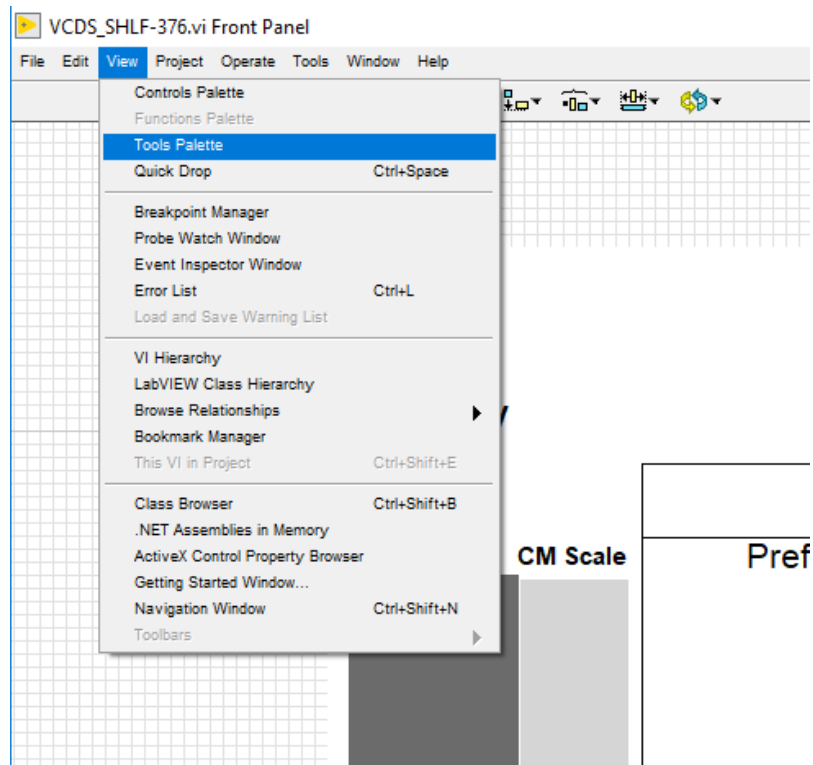 VCDS_SHLF-376.vi Front Panel
File Edit View Project Operate Tools Window Help
Controls Palette
Functions Palette
Tools Palette
Quick Drop Ctrl+Space
Breakpoint Manager
Probe Watch Window
Event Inspector Window
Error List Ctrl+L
Load and Save Warning List
VI Hierarchy
LabVIEW Class Hierarchy
Browse Relationships
Bookmark Manager
This VI in Project Ctrl+Shift+E
Class Browser Ctrl+Shift+B
.NET Assemblies in Memory
ActiveX Control Property Browser
Getting Started Window...
Navigation Window Ctrl+Shift+N
Toolbars
CM Scale
Pref